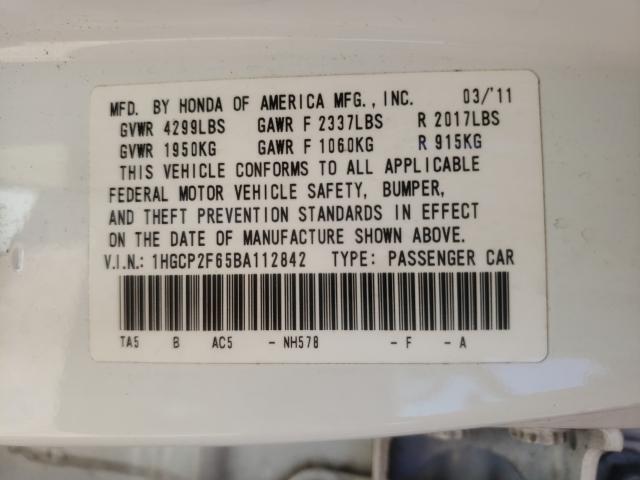 MFD. BY HONDA OF AMERICA MFG., INC. 03/'11
GVWR 4299LBS GAWR F 2337LBS R 2017LBS
GVWR 1950KG GAWR F 1060KG R 915KG
THIS VEHICLE CONFORMS TO ALL APPLICABLE
FEDERAL MOTOR VEHICLE SAFETY, BUMPER,
AND THEFT PREVENTION STANDARDS IN EFFECT
ON THE DATE OF MANUFACTURE SHOWN ABOVE.
V.I.N.: 1HGCP2F65BA112842 TYPE: PASSENGER CAR
TA5 B AC5 - NH578 - F - A